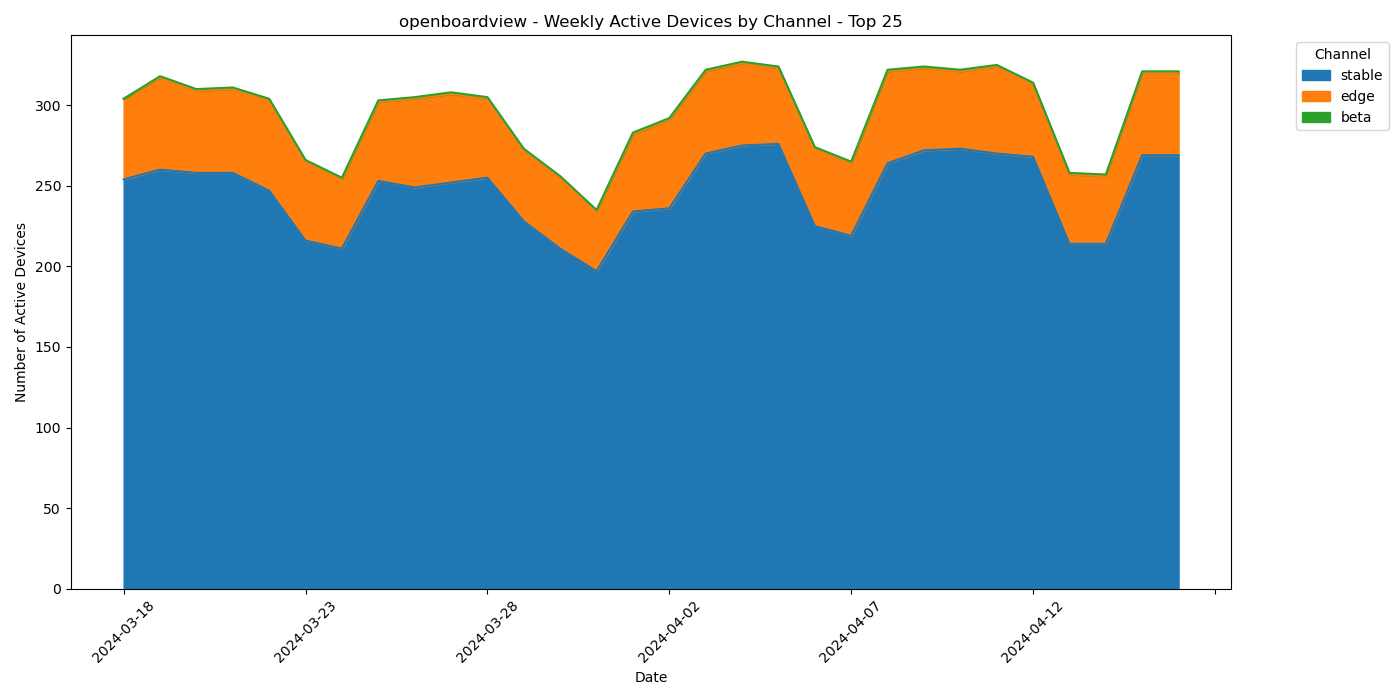 openboardview - Weekly Active Devices by Channel - Top 25
Channel
stable
edge
beta
Number of Active Devices
300
250
200
150
100
50
0
2024-03-18
2024-03-23
2024-03-28
2024-04-02
2024-04-07
2024-04-12
Date